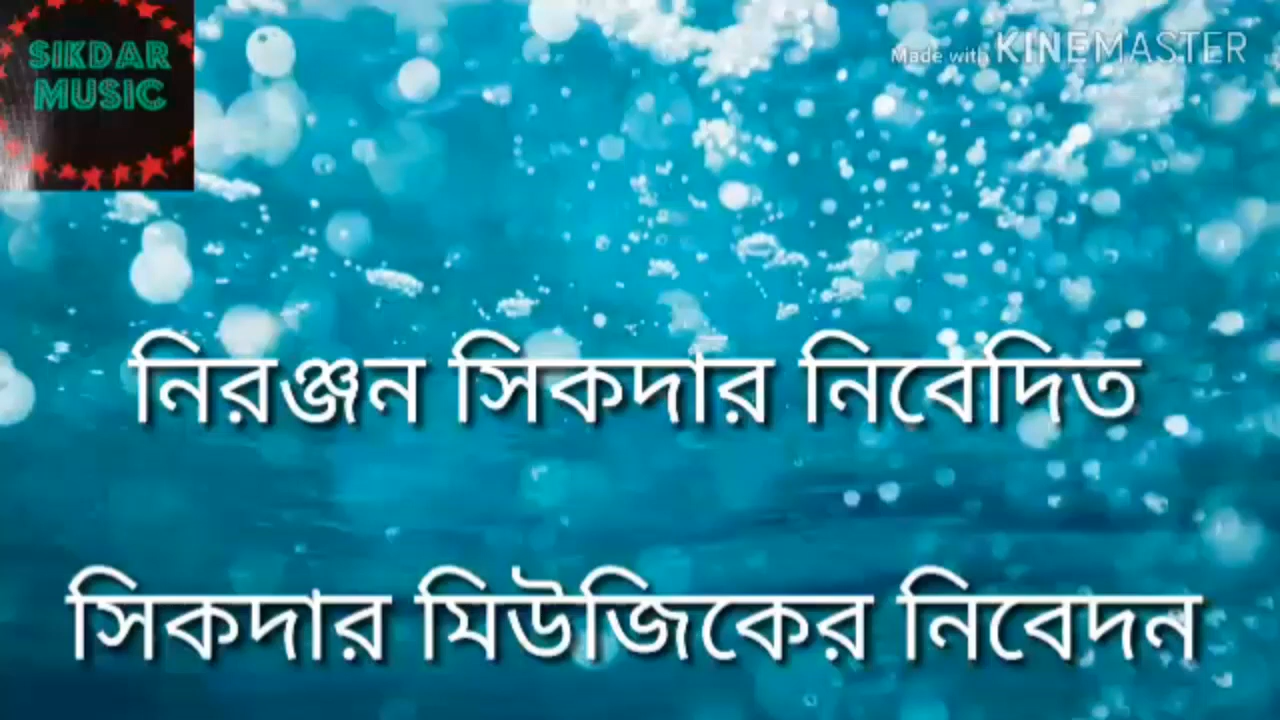 SIKDAR
MUSIC
Made with KINEMASTER
নিরঞ্জন সিকদার নিবেদিত
সিকদার মিউজিকের নিবেদন